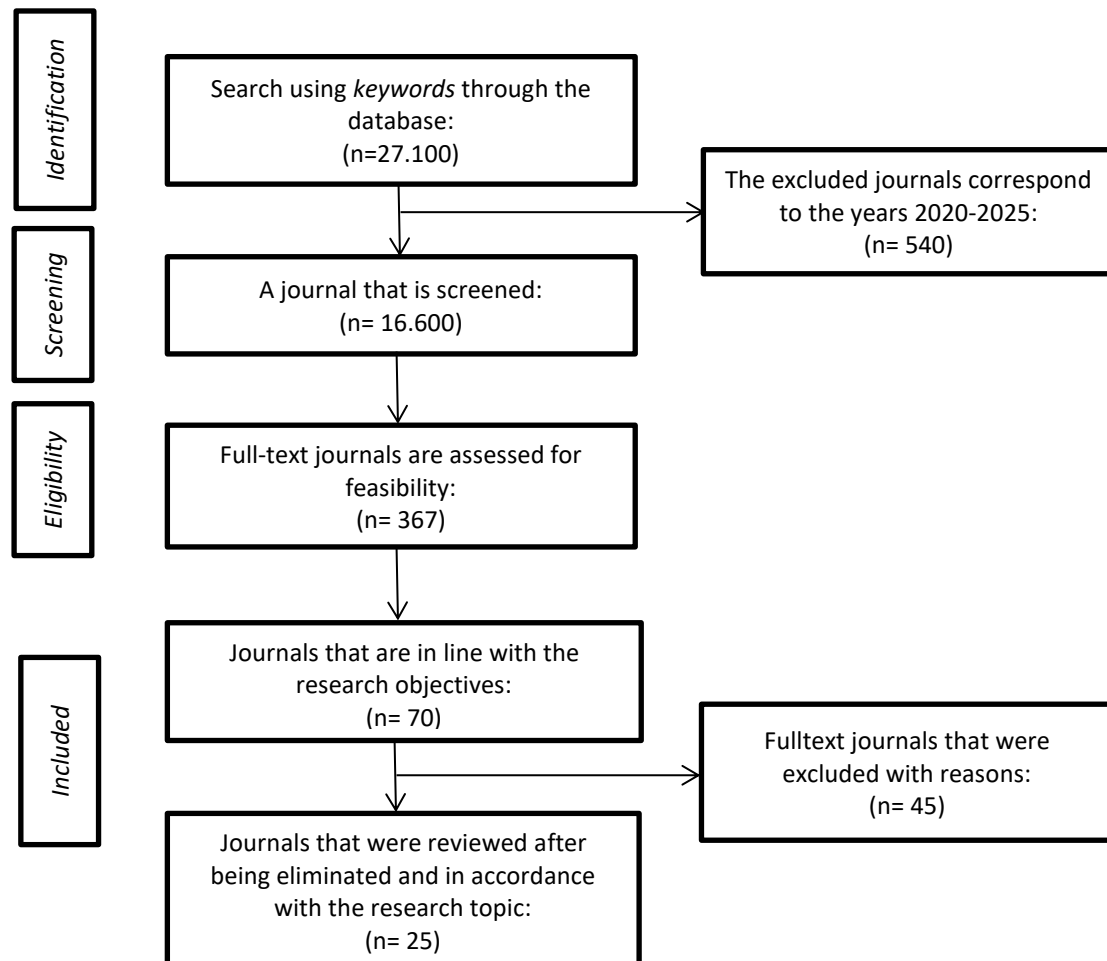 Identification
Search using keywords through the
database:
(n=27.100)
The excluded journals correspond
to the years 2020-2025:
(n= 540)
Screening
A journal that is screened:
(n= 16.600)
Eligibility
Full-text journals are assessed for
feasibility:
(n= 367)
Included
Journals that are in line with the
research objectives:
(n= 70)
Fulltext journals that were
excluded with reasons:
(n= 45)
Journals that were reviewed after
being eliminated and in accordance
with the research topic:
(n= 25)